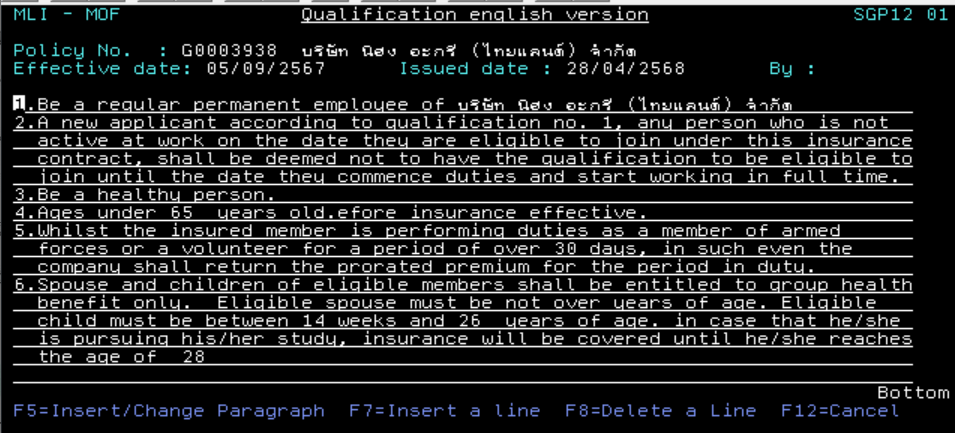 MLI - MOF Qualification english version SGP12 01
Policy No. : G0003938 บริษัท นิสง อะกรี (ไทยแลนด์) จำกัด
Effective date: 05/09/2567 Issued date : 28/04/2568 By :
1.Be a regular permanent employee of บริษัท นิสง อะกรี (ไทยแลนด์) จำกัด
2.A new applicant according to qualification no. 1, any person who is not
active at work on the date they are eligible to join under this insurance
contract, shall be deemed not to have the qualification to be eligible to
join until the date they commence duties and start working in full time.
3.Be a healthy person.
4.Ages under 65 years old.efore insurance effective.
5.Whilst the insured member is performing duties as a member of armed
forces or a volunteer for a period of over 30 days, in such even the
company shall return the prorated premium for the period in duty.
6.Spouse and children of eligible members shall be entitled to group health
benefit only. Eligible spouse must be not over years of age. Eligible
child must be between 14 weeks and 26 years of age. in case that he/she
is pursuing his/her study, insurance will be covered until he/she reaches
the age of 28
Bottom
F5=Insert/Change Paragraph F7=Insert a line F8=Delete a Line F12=Cancel